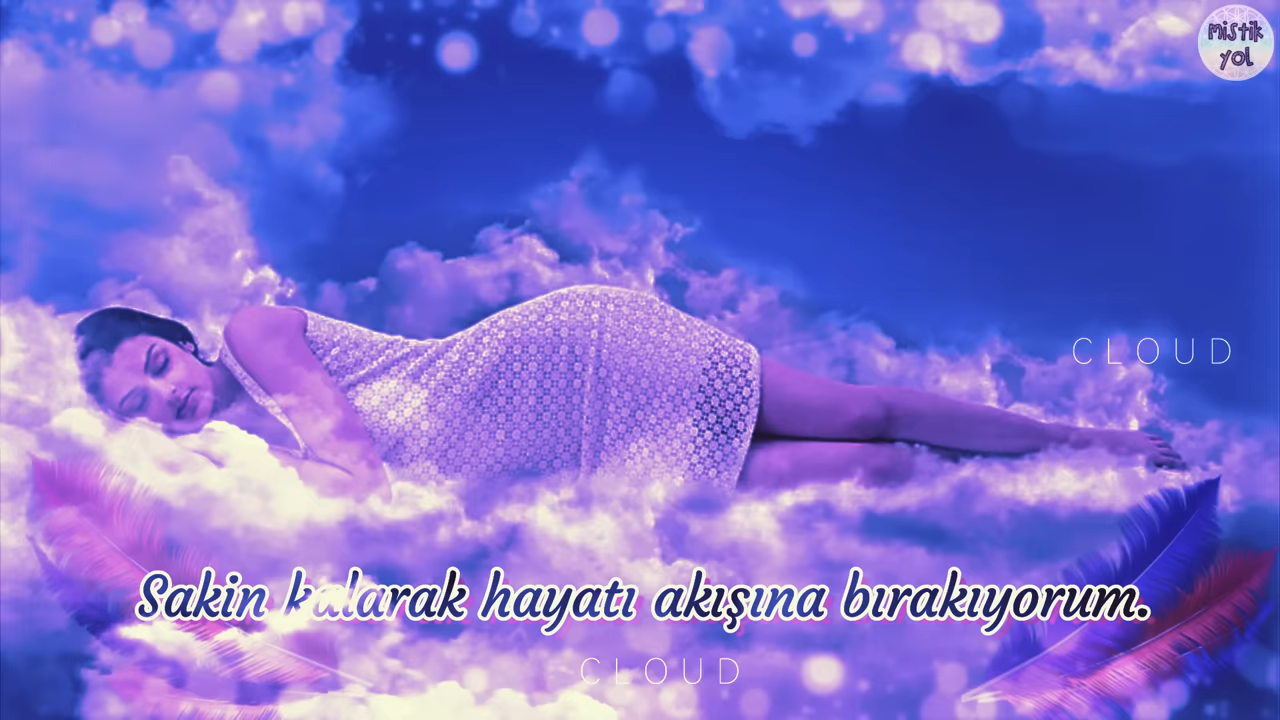 mistik
yol
CLOUD
Sakin kalarak hayatı akışına bırakıyorum.
CLOUD